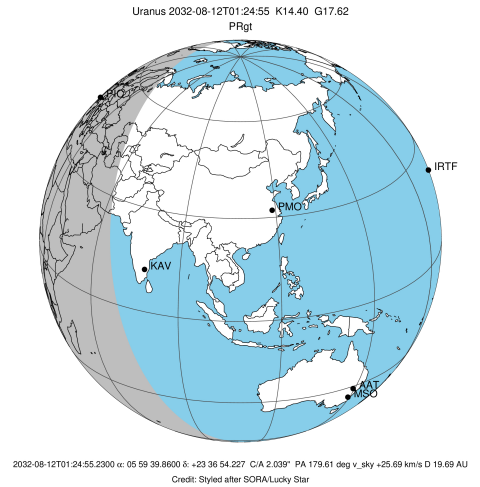 Uranus 2032-08-12T01:24:55 K14.40 G17.62
PRgt
PIC
IRTF
PMO
KAV
AAT
MSO
2032-08-12T01:24:55.2300 α: 05 59 39.8600 δ: +23 36 54.227 C/A 2.039" PA 179.61 deg v_sky +25.69 km/s D 19.69 AU
Credit: Styled after SORA/Lucky Star